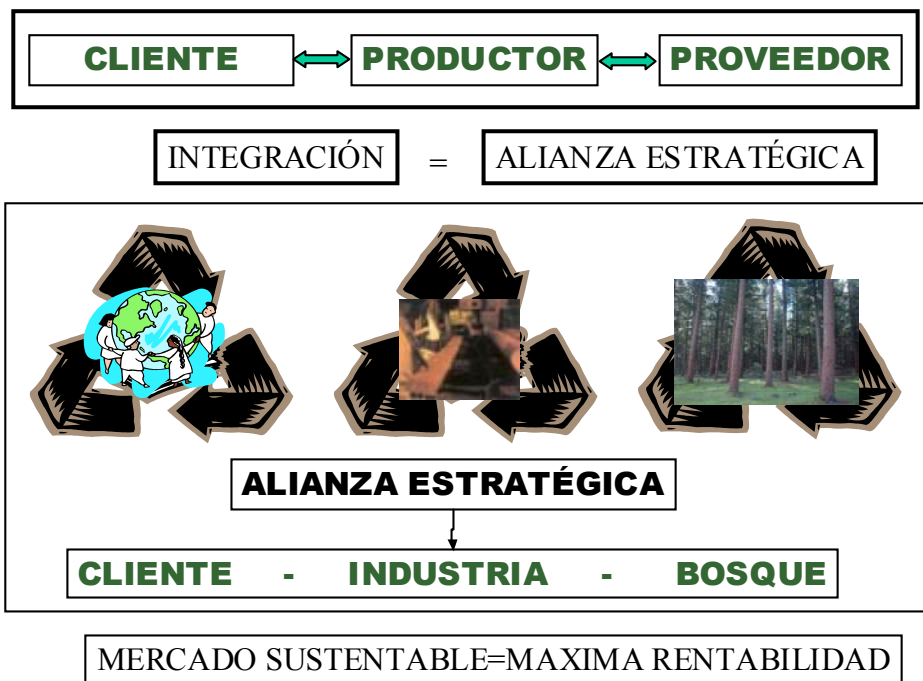 CLIENTE PRODUCTOR PROVEEDOR
INTEGRACIÓN = ALIANZA ESTRATÉGICA
ALIANZA ESTRATÉGICA
CLIENTE - INDUSTRIA - BOSQUE
MERCADO SUSTENTABLE=MAXIMA RENTABILIDAD